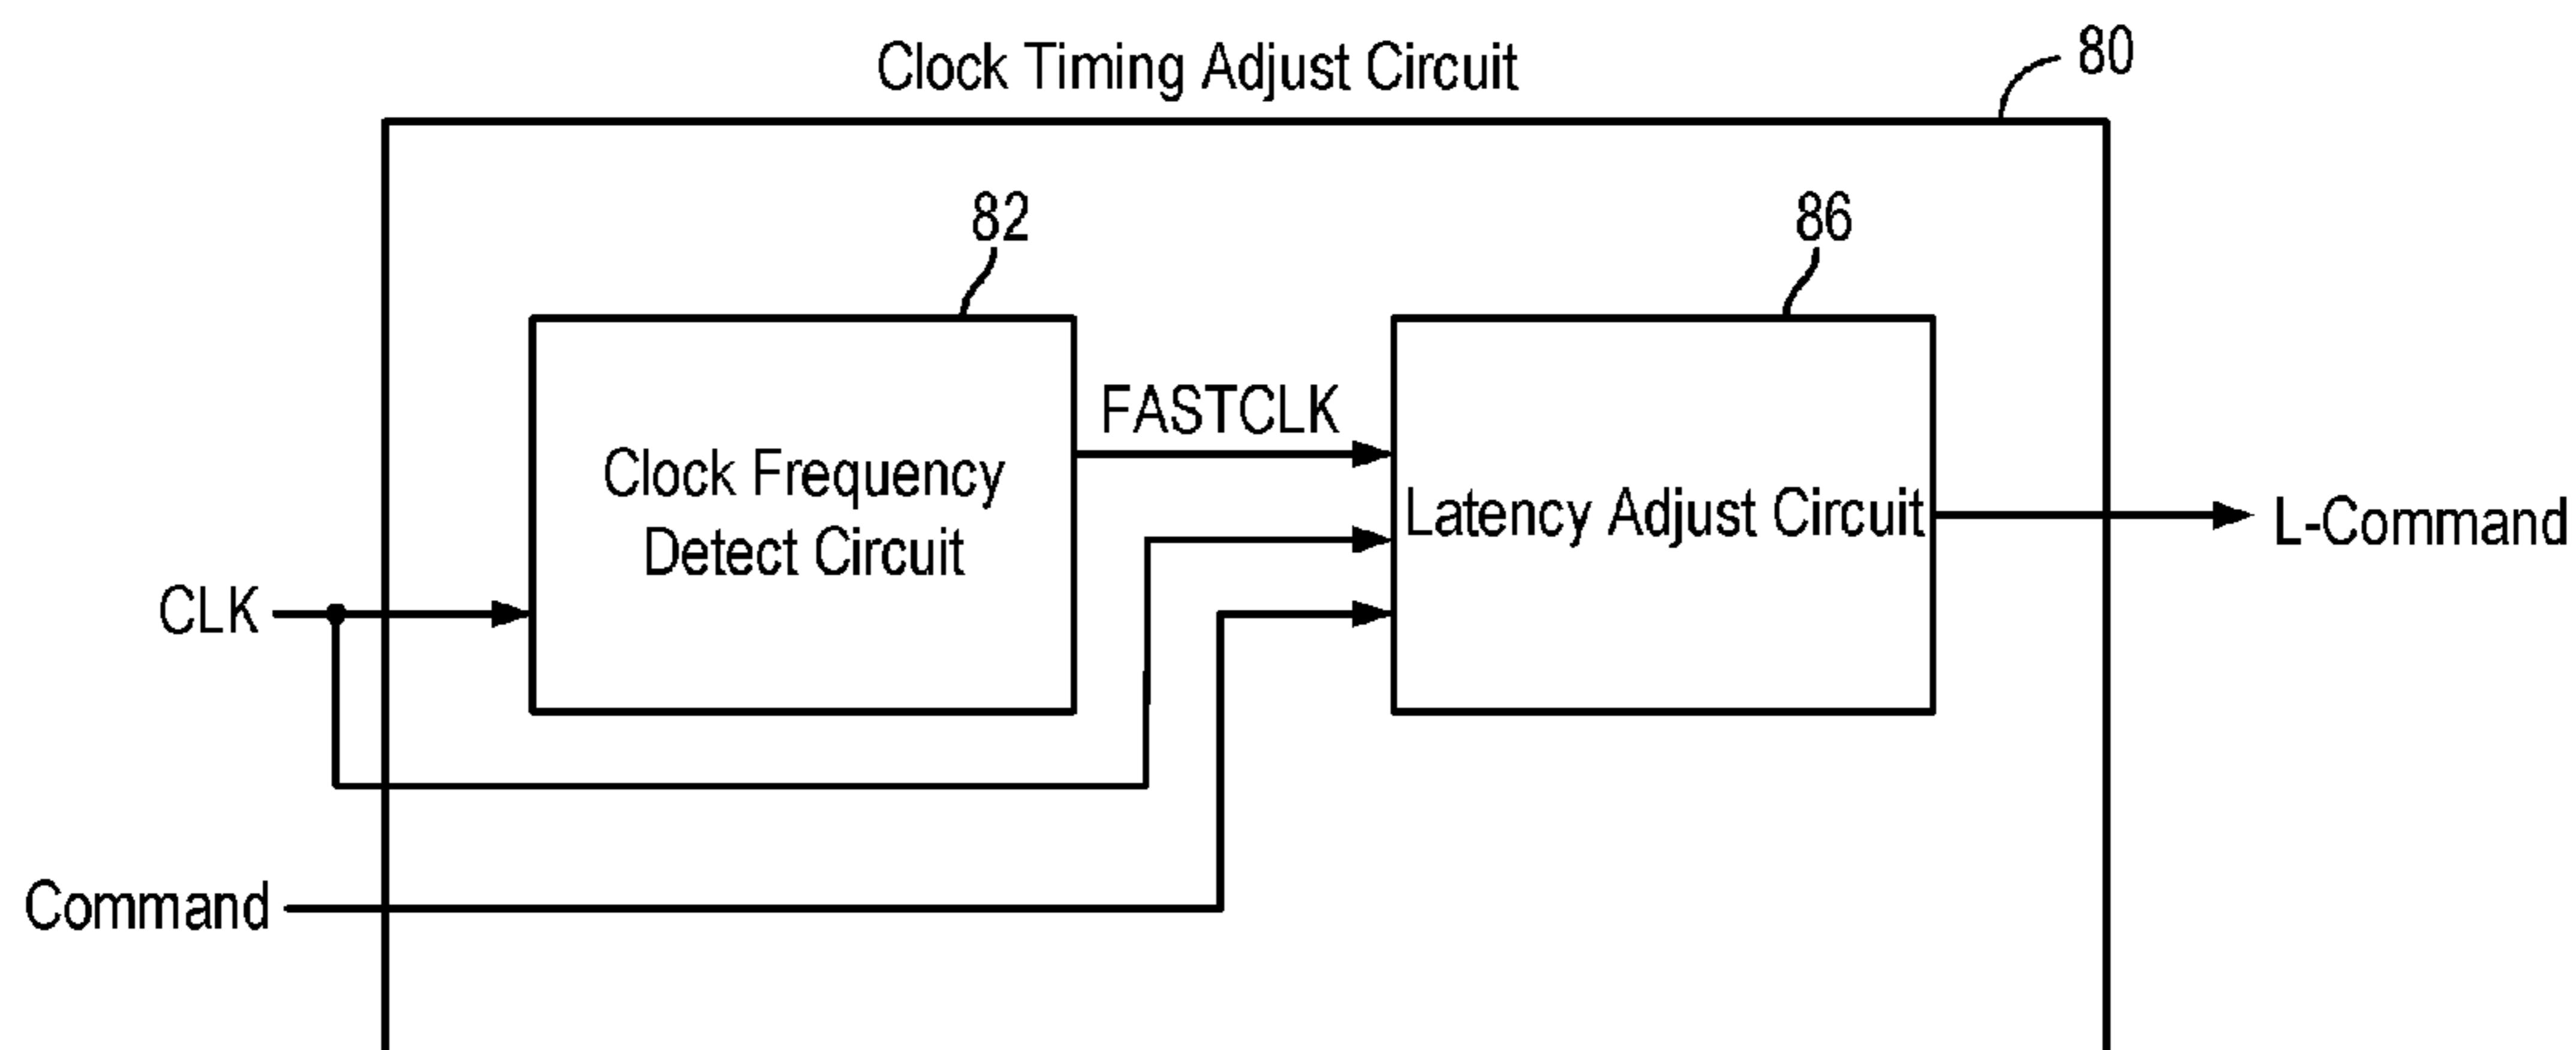 Clock Timing Adjust Circuit
80
82
86
FASTCLK
Clock Frequency
Detect Circuit
Latency Adjust Circuit
L-Command
CLK
Command